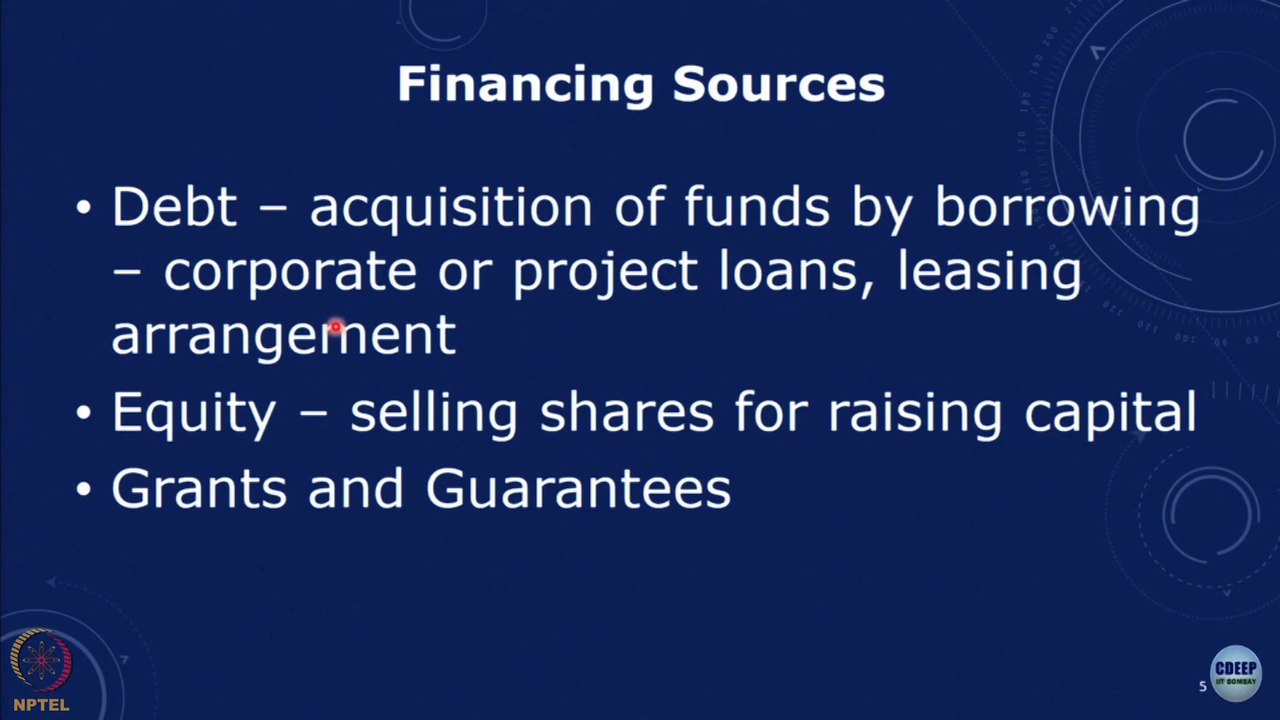 Financing Sources
• Debt – acquisition of funds by borrowing
– corporate or project loans, leasing
arrangement
• Equity – selling shares for raising capital
• Grants and Guarantees
NPTEL
5
CDEEP
IIT BOMBAY